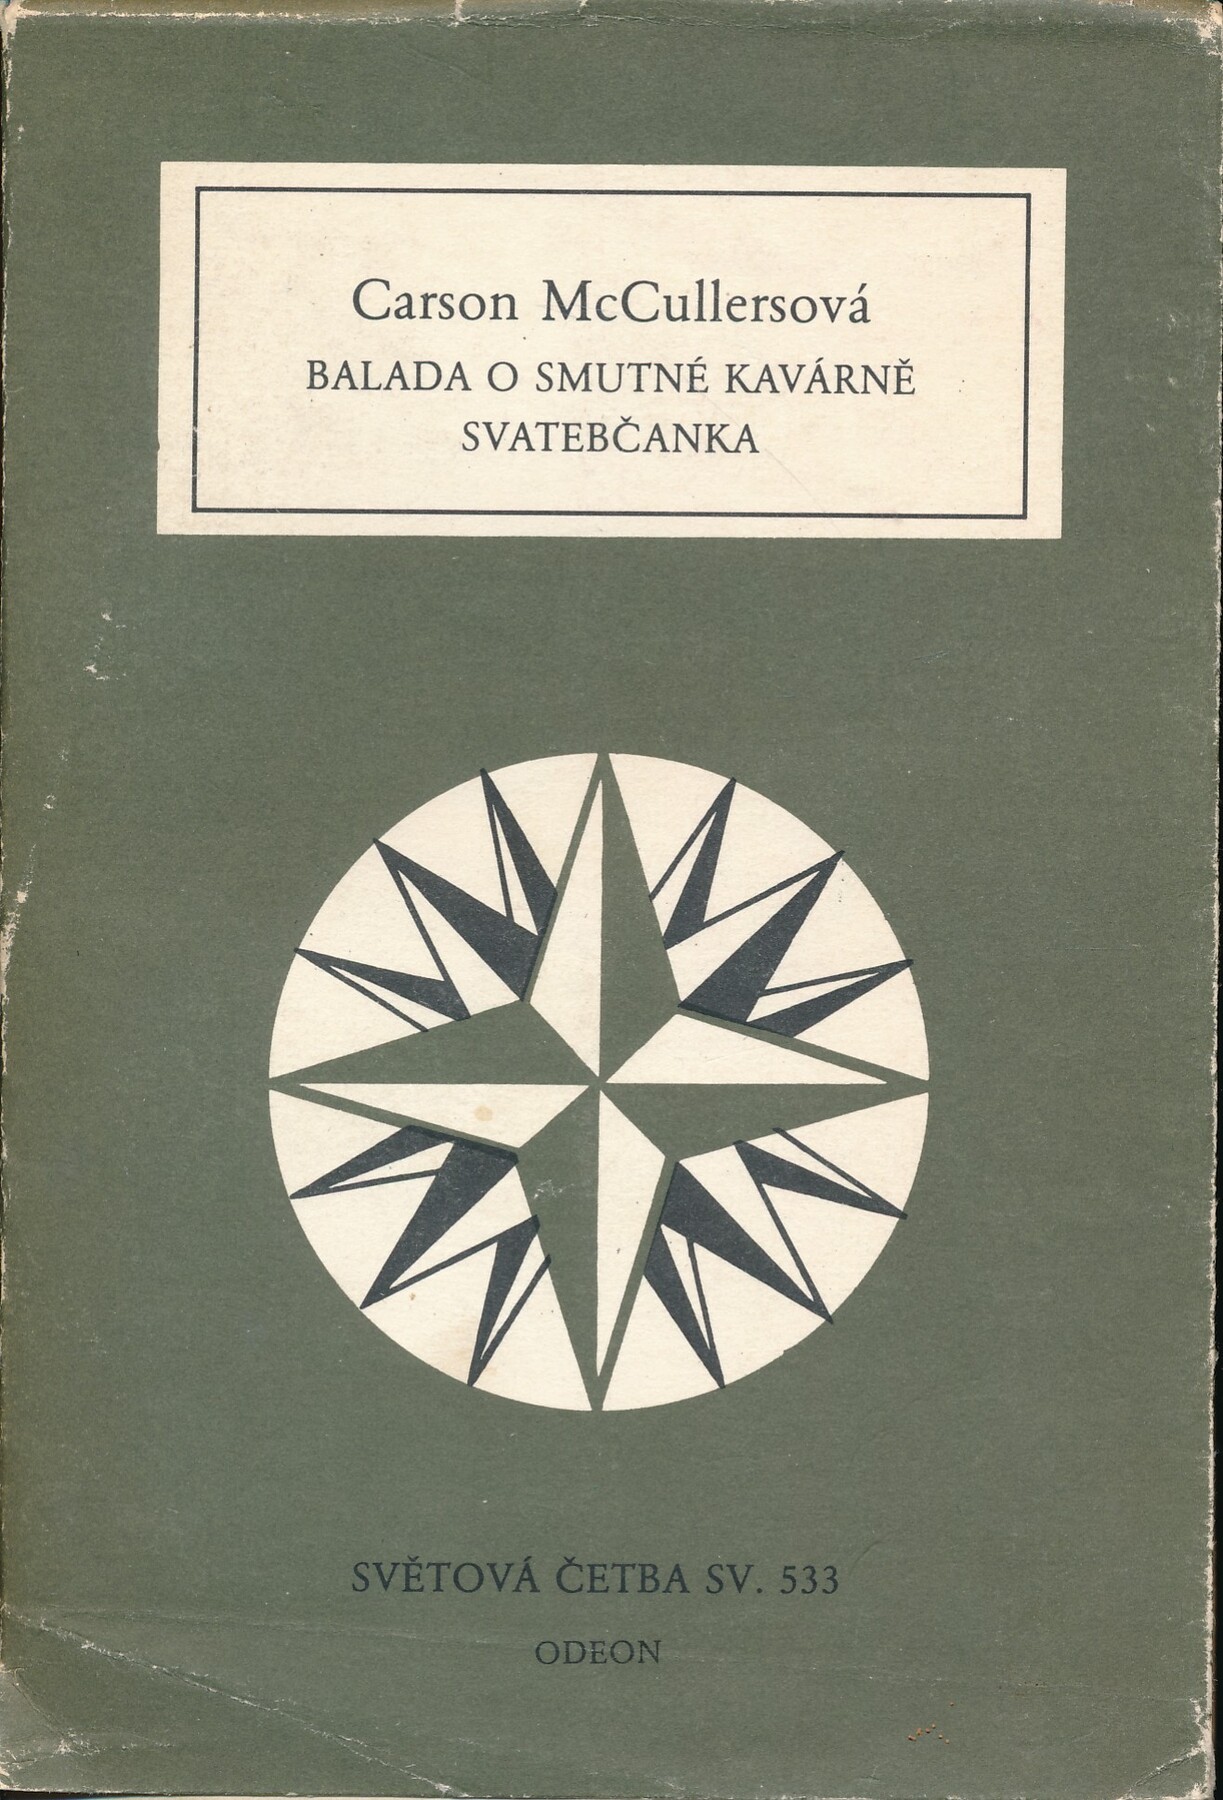 Carson McCullersová
BALADA O SMUTNÉ KAVÁRNĚ
SVATEBČANKA
SVĚTOVÁ ČETBA SV. 533
ODEON